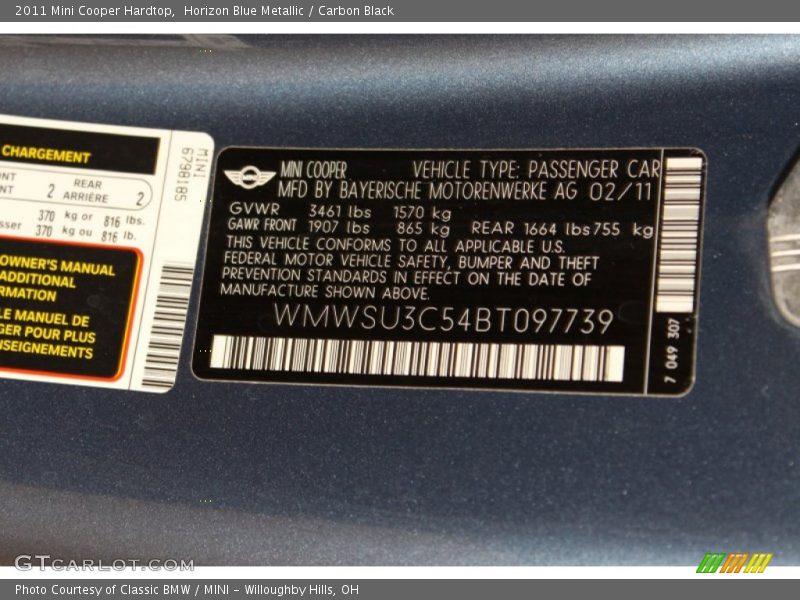 2011 Mini Cooper Hardtop,  Horizon Blue Metallic / Carbon Black
CHARGEMENT
2 REAR 2
ARRIÈRE
370 kg or 816 lbs.
370 kg ou 816 lb.
OWNER'S MANUAL
ADDITIONAL
LE MANUEL DE
POUR PLUS
MINI
6798185
MINI
MINI COOPER VEHICLE TYPE: PASSENGER CAR
MFD BY BAYERISCHE MOTORENWERKE AG 02/11
GVWR 3461 lbs 1570 kg
GAWR FRONT 1907 lbs 865 kg REAR 1664 lbs 755 kg
THIS VEHICLE CONFORMS TO ALL APPLICABLE U.S.
FEDERAL MOTOR VEHICLE SAFETY, BUMPER AND THEFT
PREVENTION STANDARDS IN EFFECT ON THE DATE OF
MANUFACTURE SHOWN ABOVE.
WMWSU3C54BT097739
7 049 307
GTCARLOT.COM
Photo Courtesy of Classic BMW / MINI - Willoughby Hills, OH